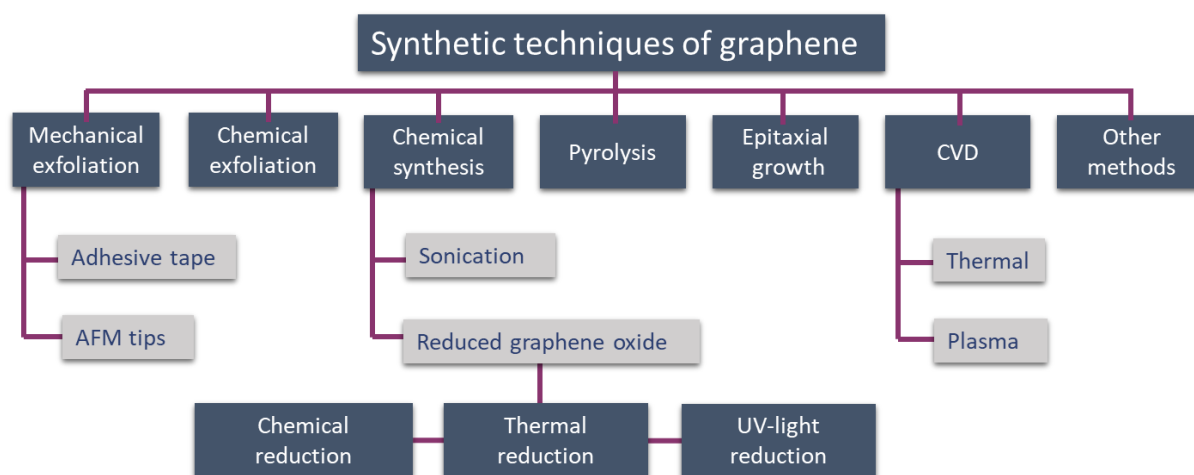 Synthetic techniques of graphene
Mechanical
exfoliation
Chemical
exfoliation
Chemical
synthesis
Pyrolysis
Epitaxial
growth
CVD
Other
methods
Adhesive tape
AFM tips
Sonication
Reduced graphene oxide
Thermal
Plasma
Chemical
reduction
Thermal
reduction
UV-light
reduction